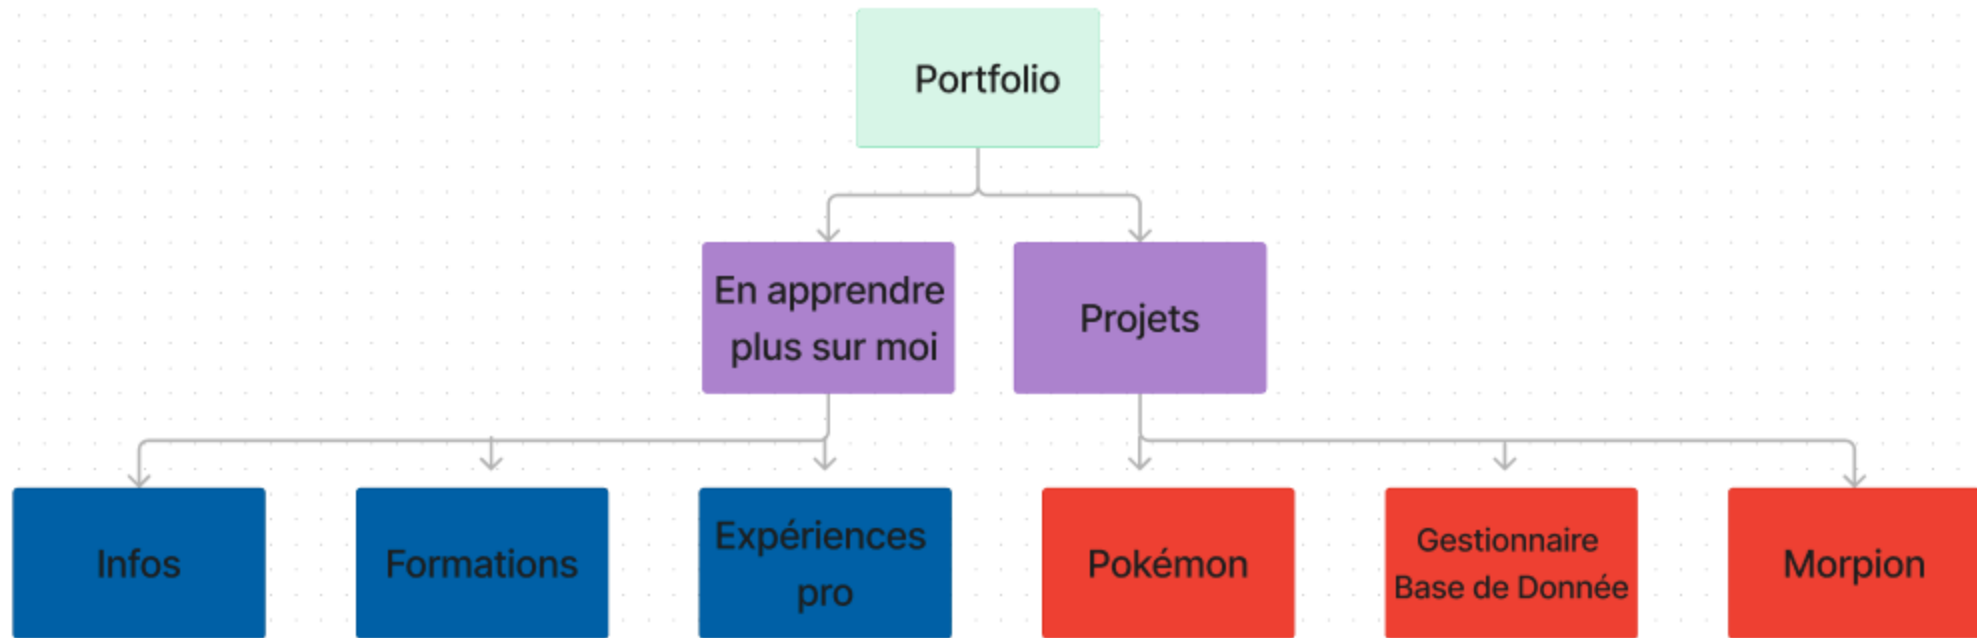 Portfolio
En apprendre
plus sur moi
Projets
Infos
Formations
Expériences
pro
Pokémon
Gestionnaire
Base de Donnée
Morpion